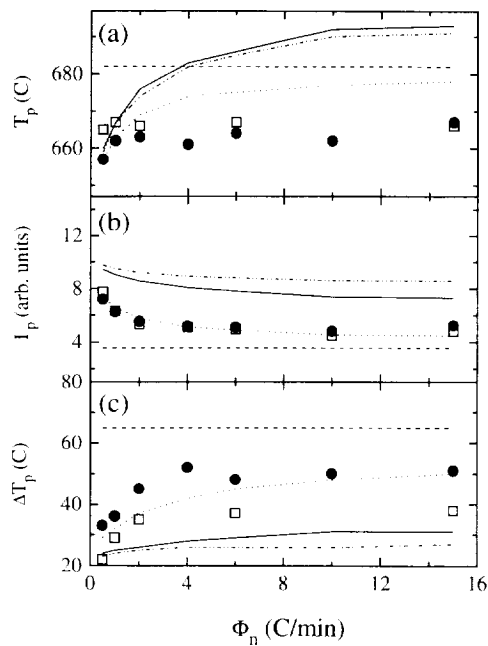 (a)
T_p (C)
680
660
(b)
I_p (arb. units)
12
8
4
80
(c)
ΔT_p (C)
60
40
20
0 4 8 12 16
Φ_n (C/min)